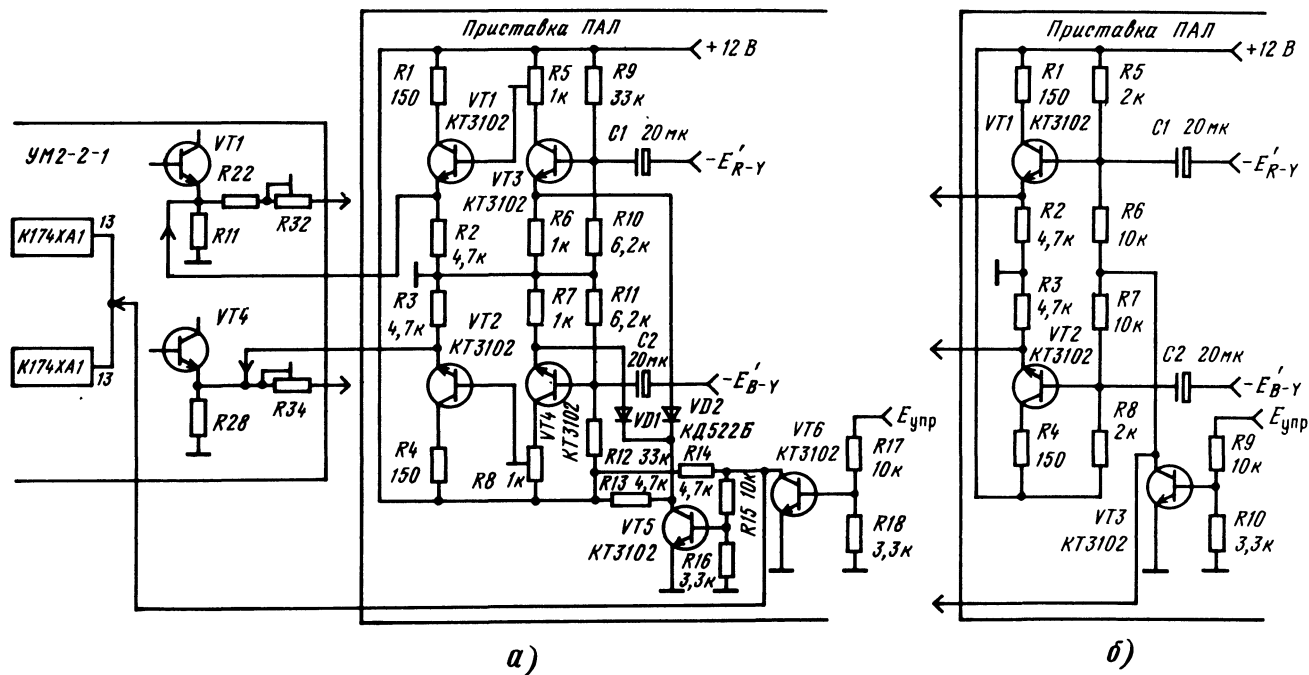 Приставка ПАЛ
+12 В
R1
150
VT1
КТ3102
R5
1к
R9
33к
C1 20 мк
-E'R-Y
VT3
КТ3102
УМ2-2-1
VT1
R22
R32
R11
К174ХА1
13
R2
4,7к
R6
1к
R10
6,2к
R3
4,7к
R7
1к
R11
6,2к
VT2
КТ3102
C2
20мк
-E'B-Y
VT4
R34
R28
К174ХА1
13
VT4
КТ3102
VD1
VD2
КД522Б
R4
150
R8
1к
R12 33к
R13 4,7к
R14
4,7к
R15 10к
VT5
КТ3102
R16
3,3к
VT6
КТ3102
Eупр
R17
10к
R18
3,3к
а)
Приставка ПАЛ
+12 В
R1
150
VT1
КТ3102
R5
2к
C1 20 мк
-E'R-Y
R2
4,7к
R6
10к
R3
4,7к
R7
10к
VT2
КТ3102
C2 20мк
-E'B-Y
R4
150
R8
2к
Eупр
R9
10к
VT3
КТ3102
R10
3,3к
б)